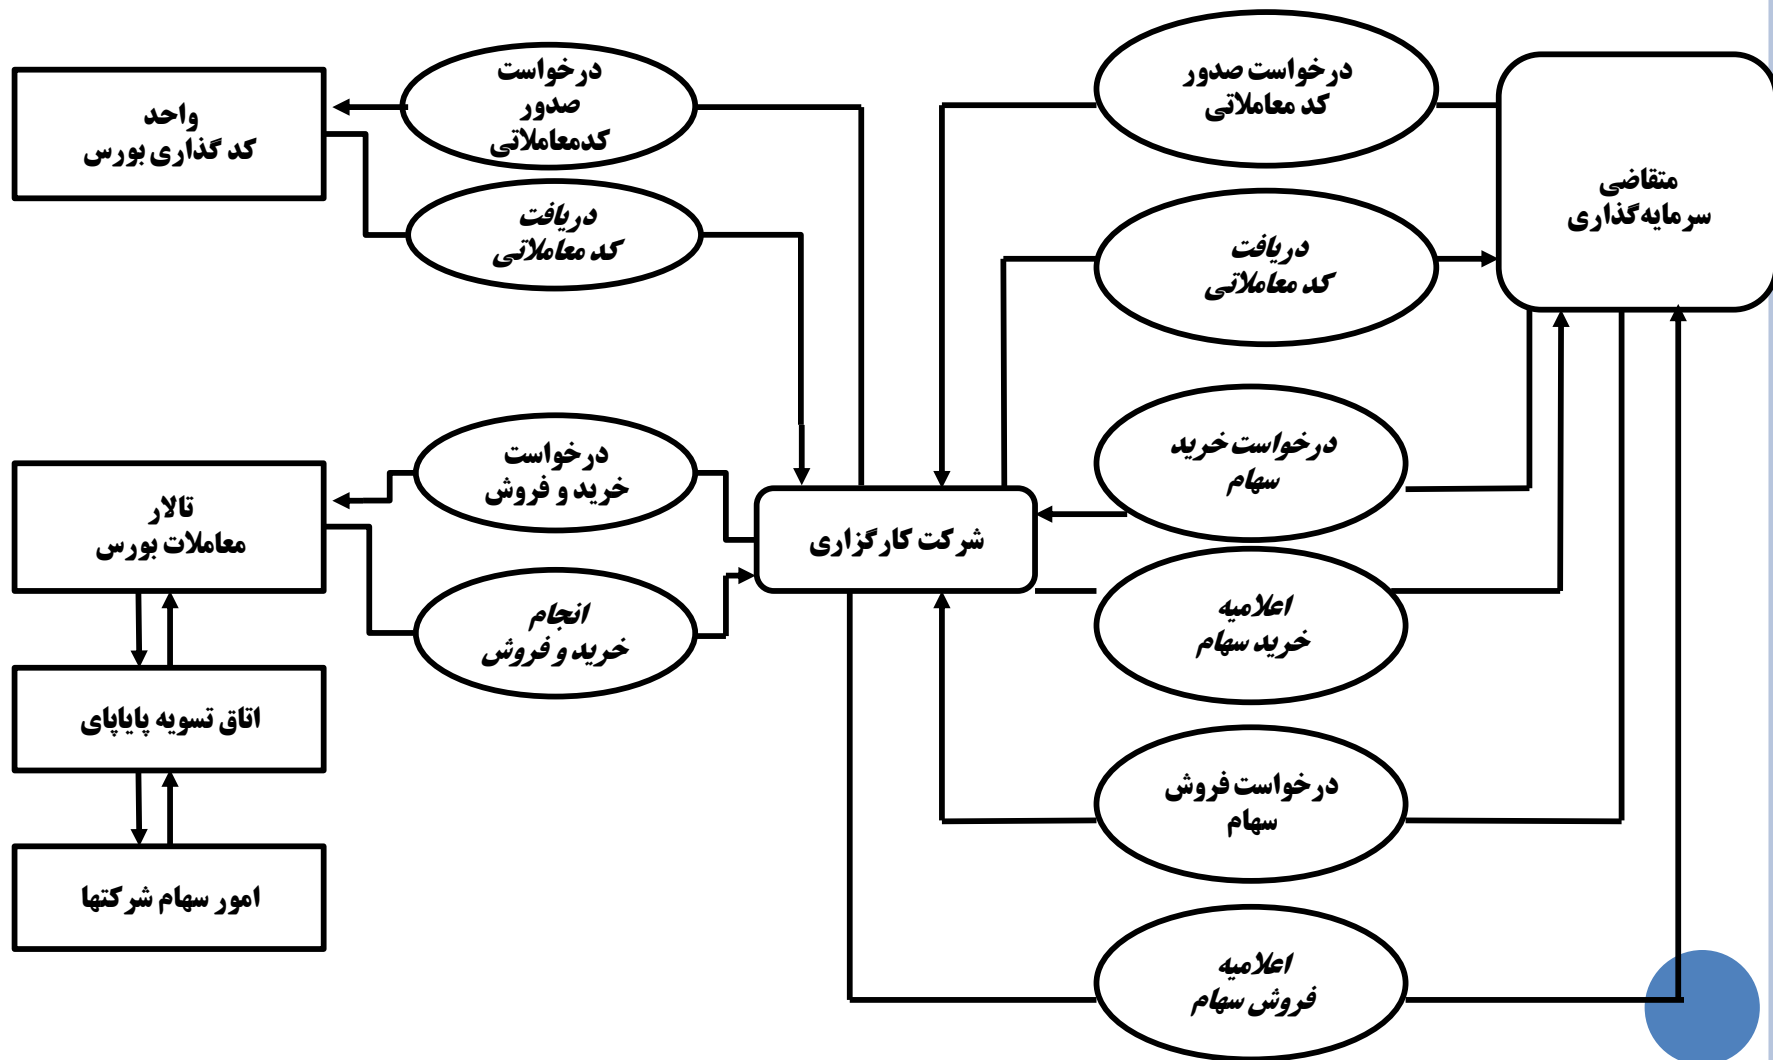 درخواست صدور
کد معاملاتی
متقاضی
سرمایه‌گذاری
دریافت
کد معاملاتی
درخواست خرید
سهام
اعلامیه
خرید سهام
درخواست فروش
سهام
اعلامیه
فروش سهام
شرکت کارگزاری
درخواست
صدور
کدمعاملاتی
دریافت
کد معاملاتی
درخواست
خرید و فروش
انجام
خرید و فروش
واحد
کد گذاری بورس
تالار
معاملات بورس
اتاق تسویه پایاپای
امور سهام شرکتها